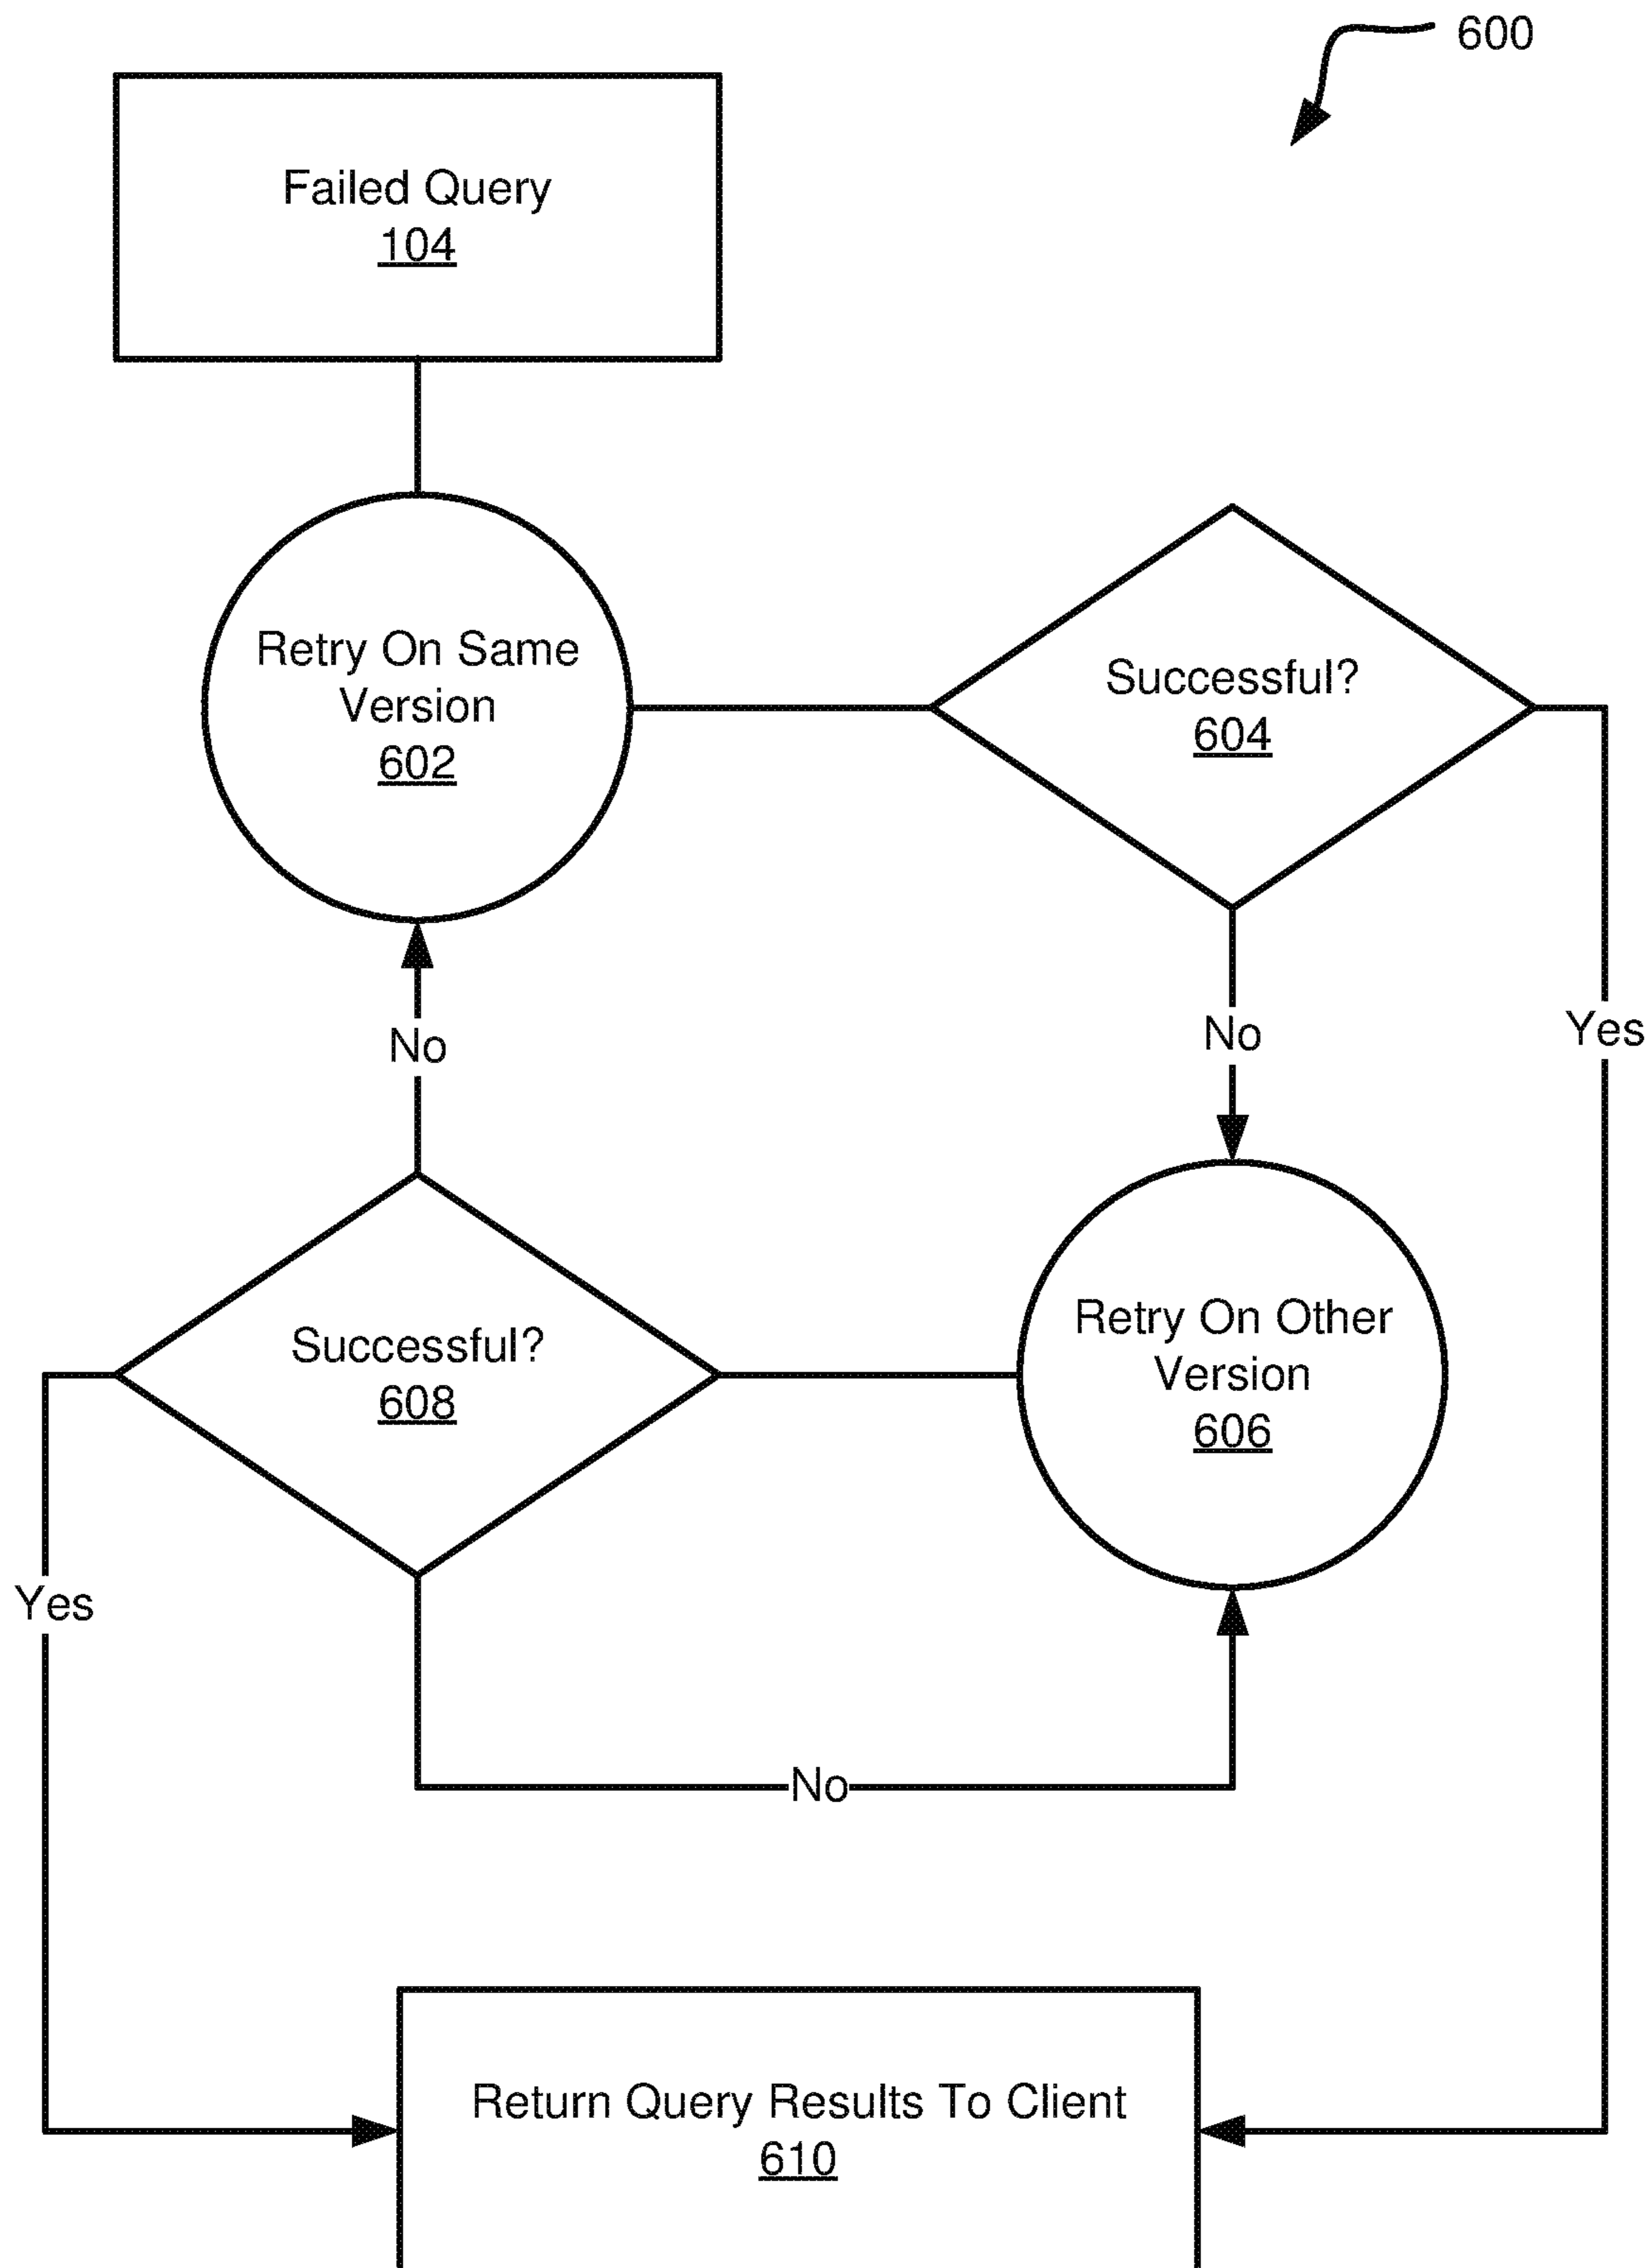 600
Failed Query
104
Retry On Same
Version
602
Successful?
604
No
No
Yes
Successful?
608
Retry On Other
Version
606
Yes
No
Return Query Results To Client
610